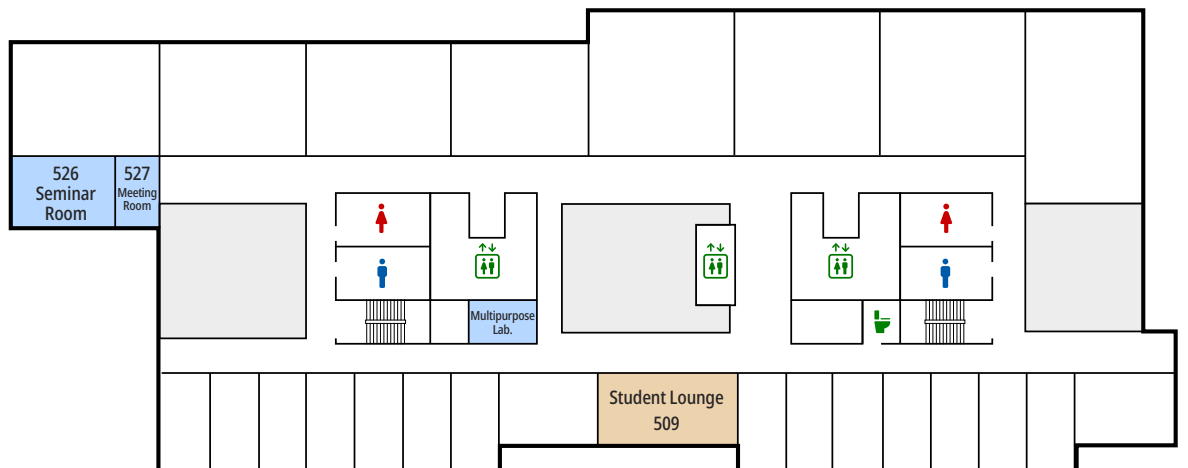 526
Seminar
Room
527
Meeting
Room
Multipurpose
Lab.
Student Lounge
509